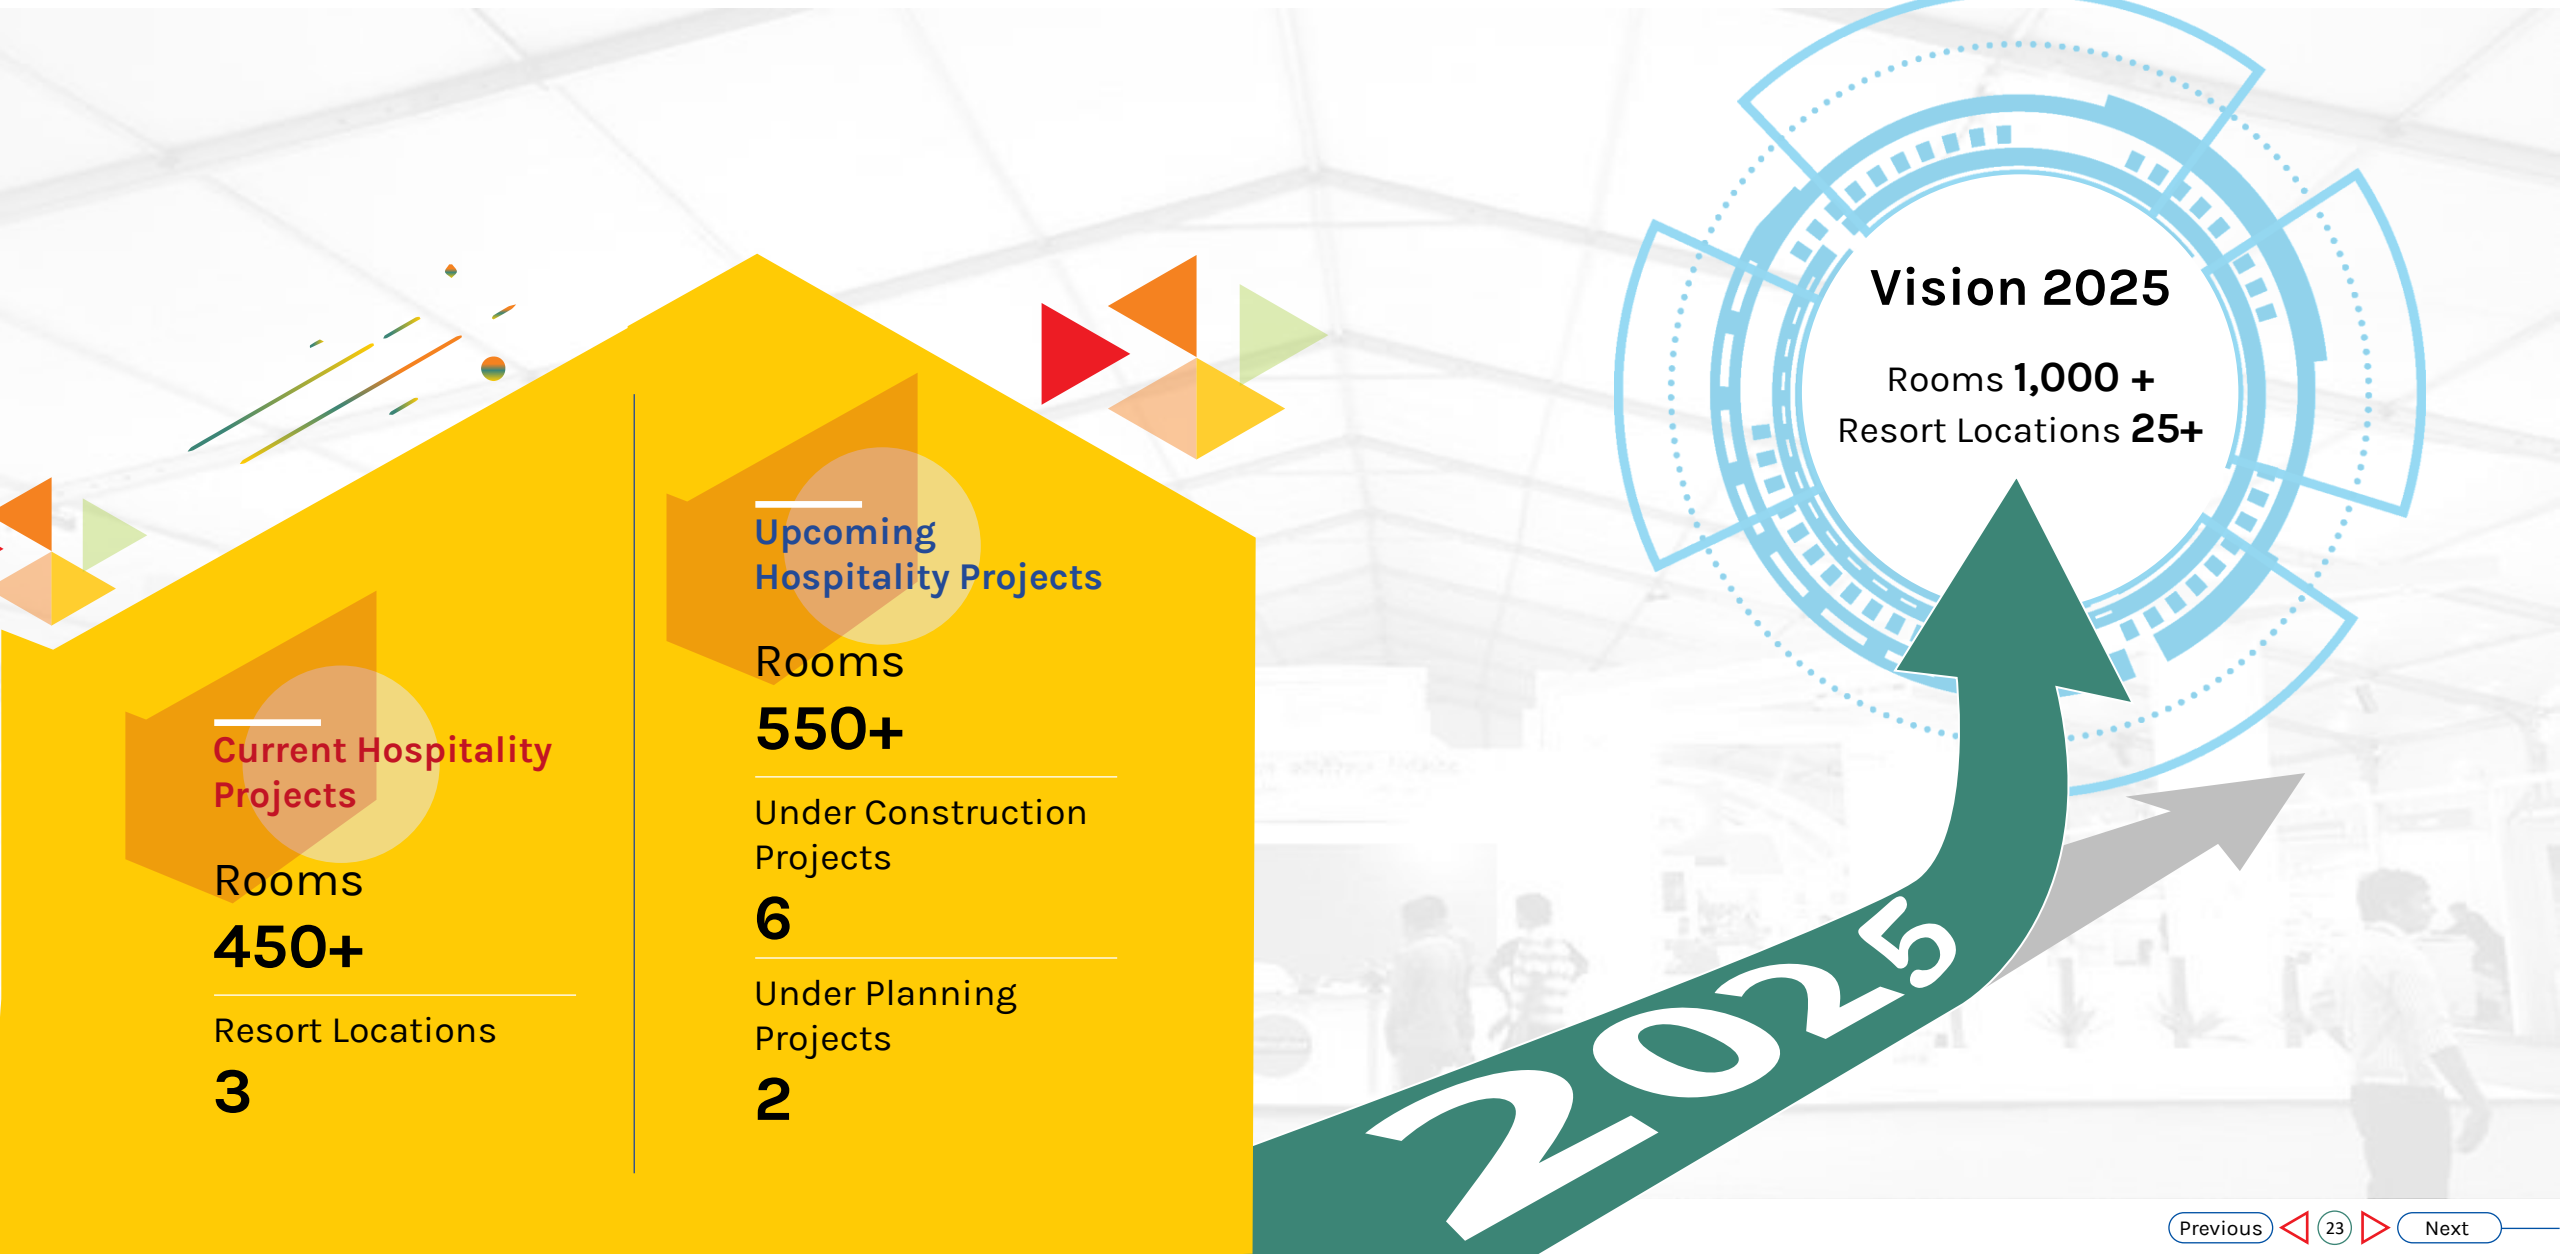 Current Hospitality
Projects
Rooms
450+
Resort Locations
3
Upcoming
Hospitality Projects
Rooms
550+
Under Construction
Projects
6
Under Planning
Projects
2
Vision 2025
Rooms 1,000 +
Resort Locations 25+
2025
Previous 23 Next